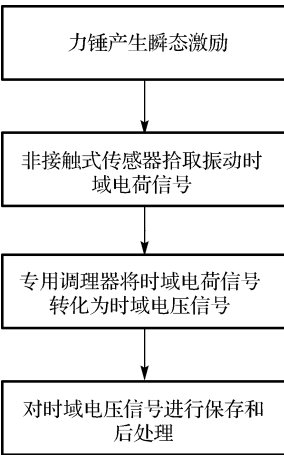 力锤产生瞬态激励
非接触式传感器拾取振动时
域电荷信号
专用调理器将时域电荷信号
转化为时域电压信号
对时域电压信号进行保存和
后处理